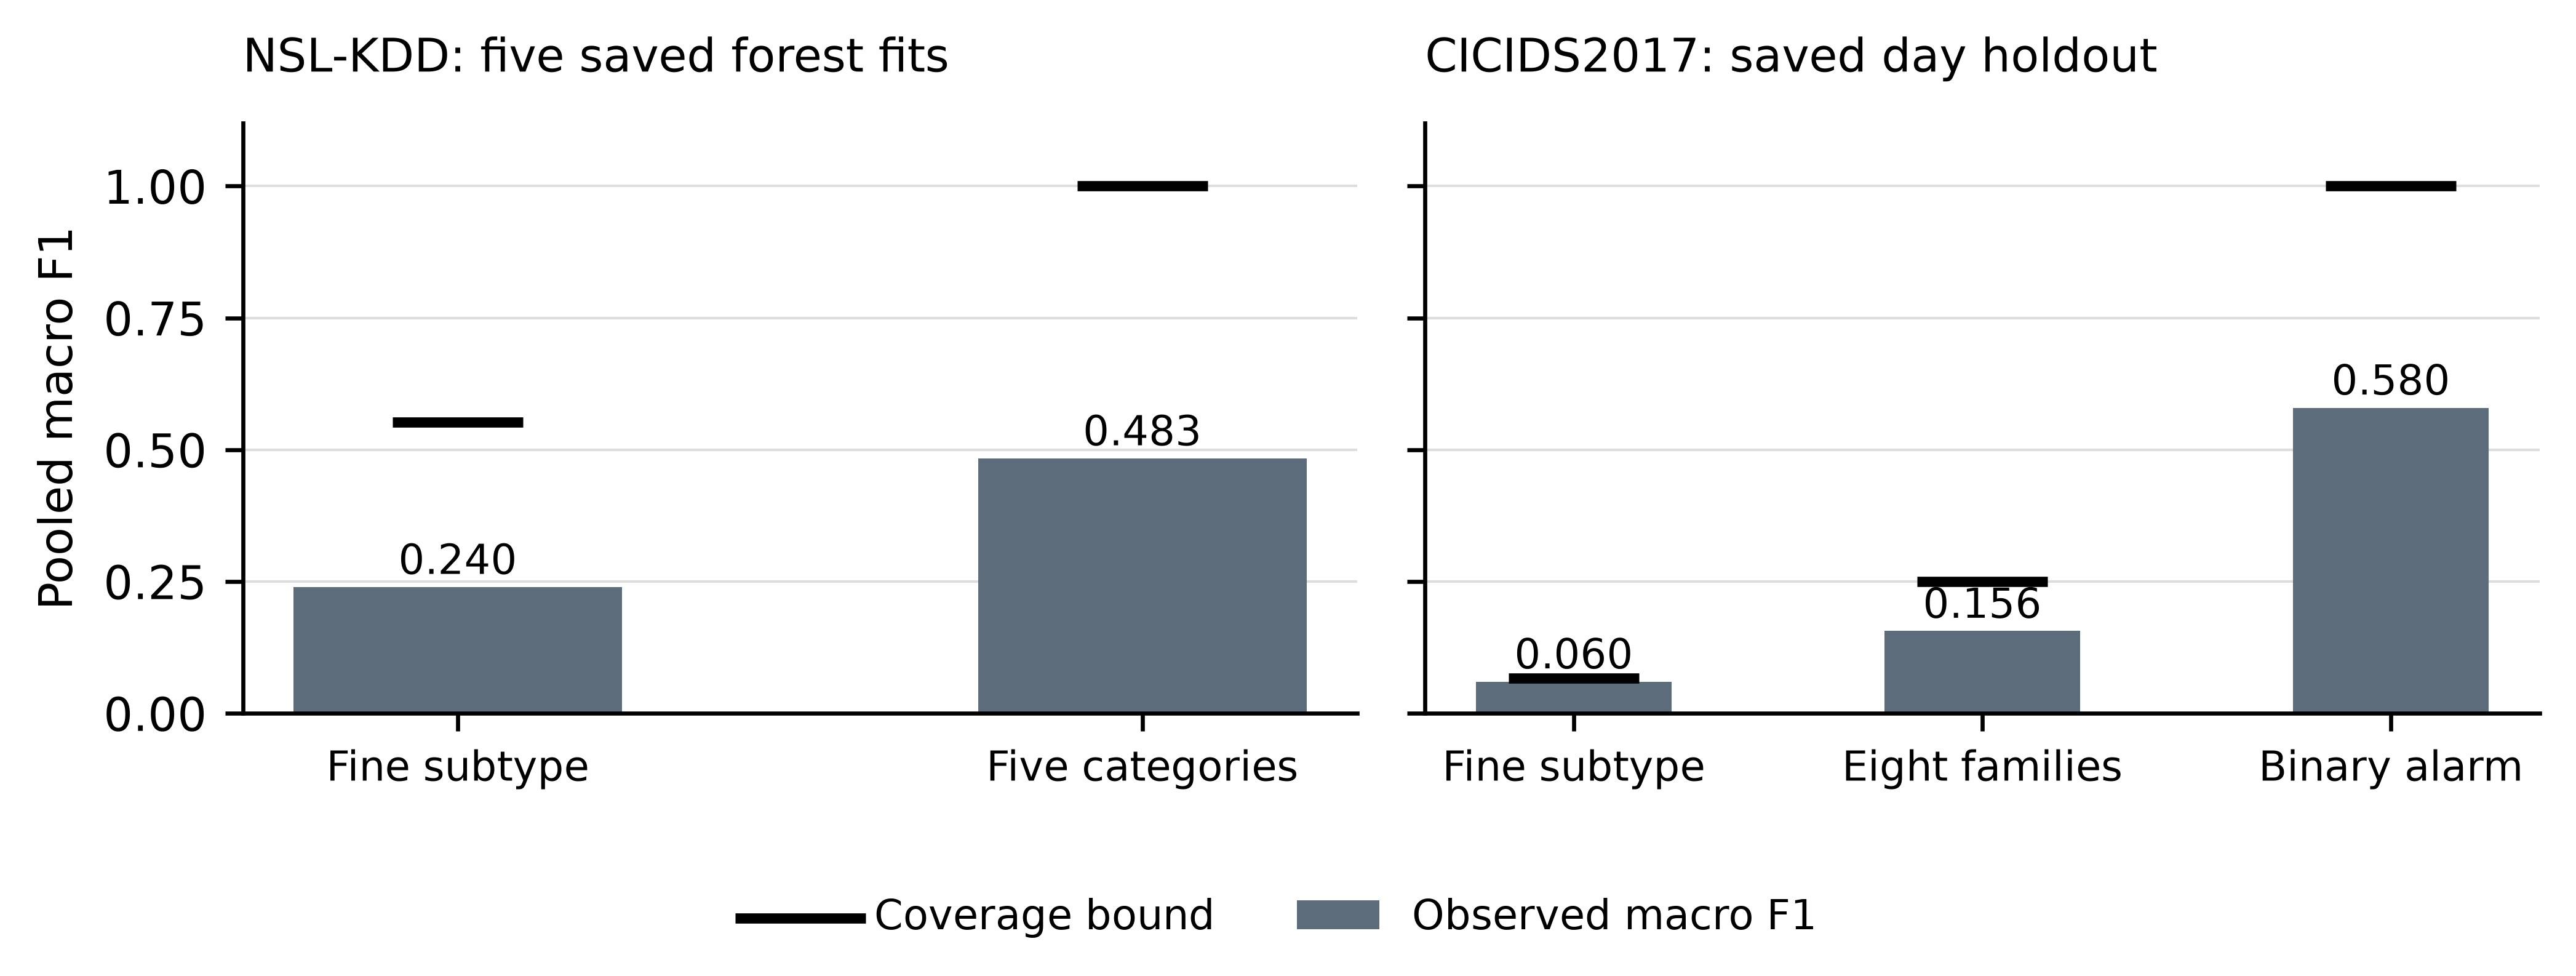 NSL-KDD: five saved forest fits
CICIDS2017: saved day holdout
Pooled macro F1
1.00
0.75
0.50
0.25
0.00
0.240
0.483
0.060
0.156
0.580
Fine subtype
Five categories
Fine subtype
Eight families
Binary alarm
Coverage bound
Observed macro F1